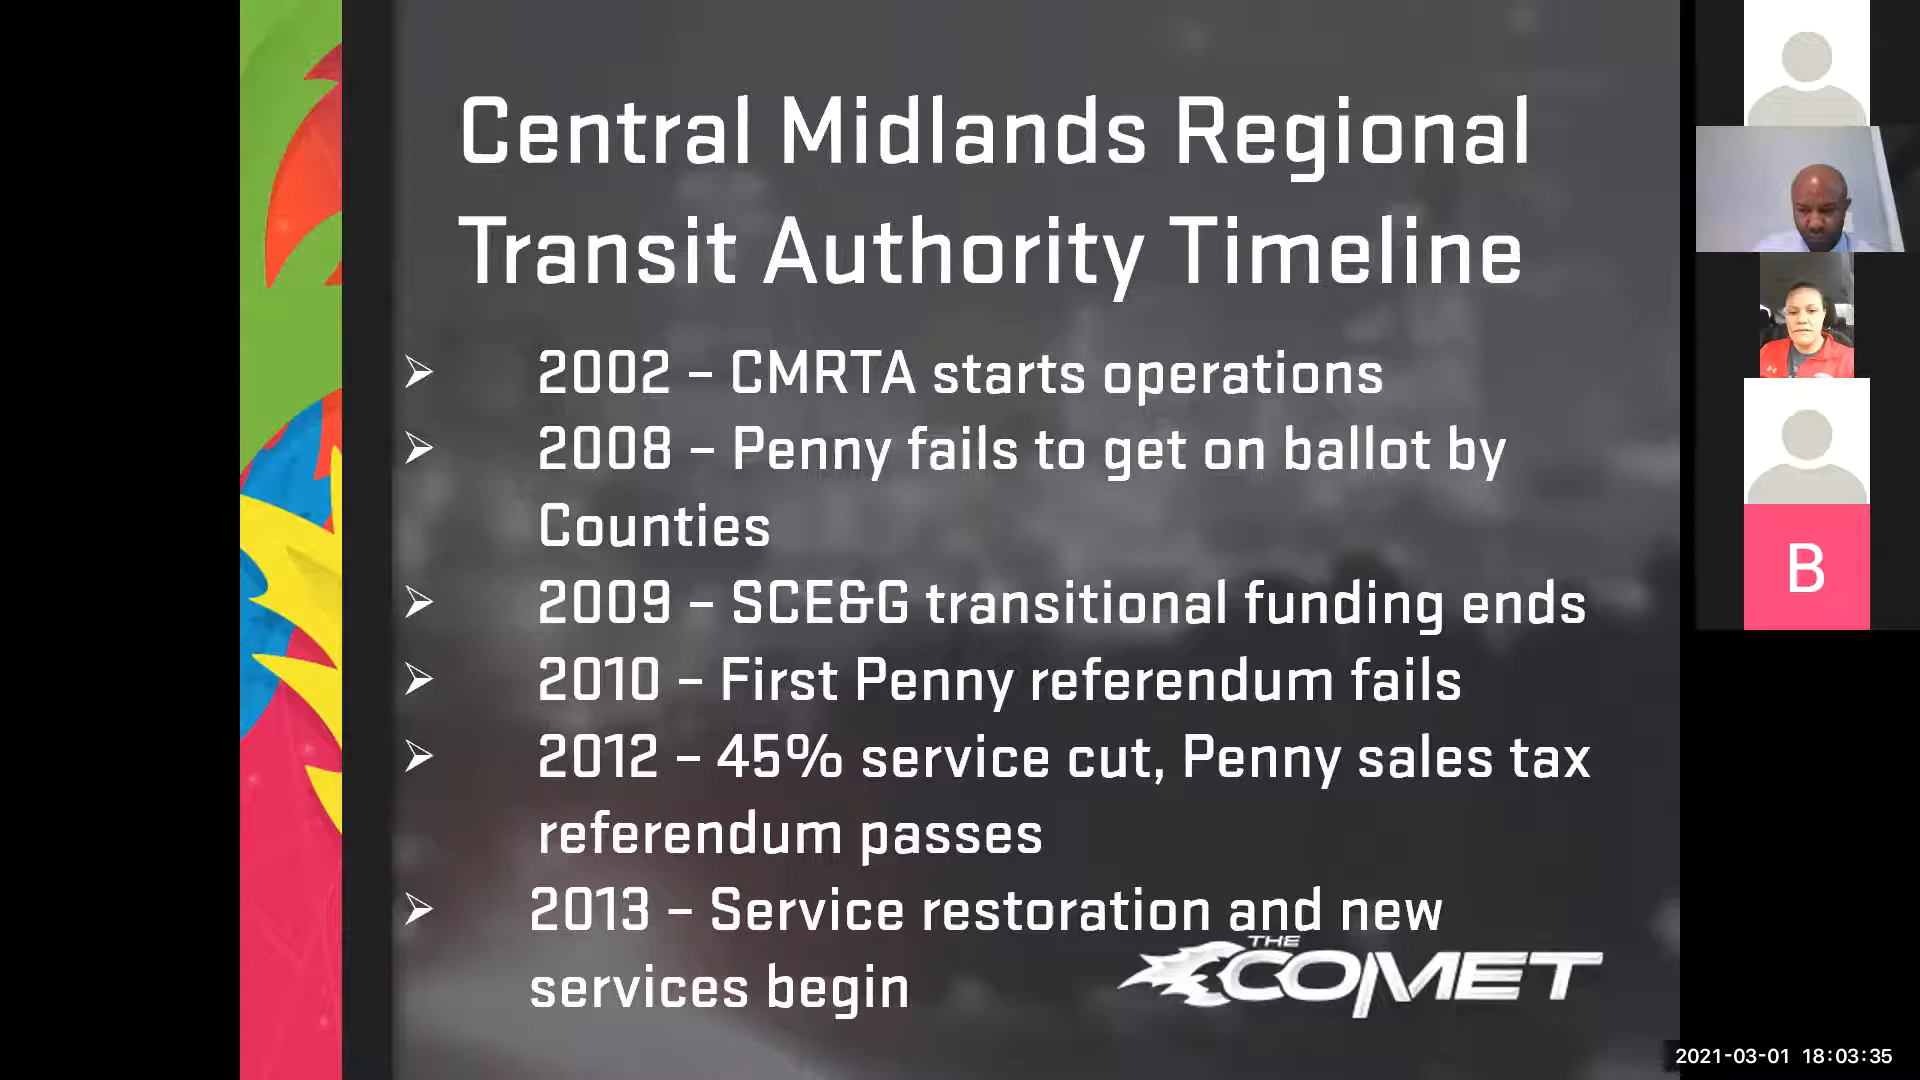 Central Midlands Regional
Transit Authority Timeline
➢ 2002 – CMRTA starts operations
➢ 2008 – Penny fails to get on ballot by
Counties
➢ 2009 – SCE&G transitional funding ends
➢ 2010 – First Penny referendum fails
➢ 2012 – 45% service cut, Penny sales tax
referendum passes
➢ 2013 – Service restoration and new
services begin
THE
COMET
B
2021-03-01 18:03:35